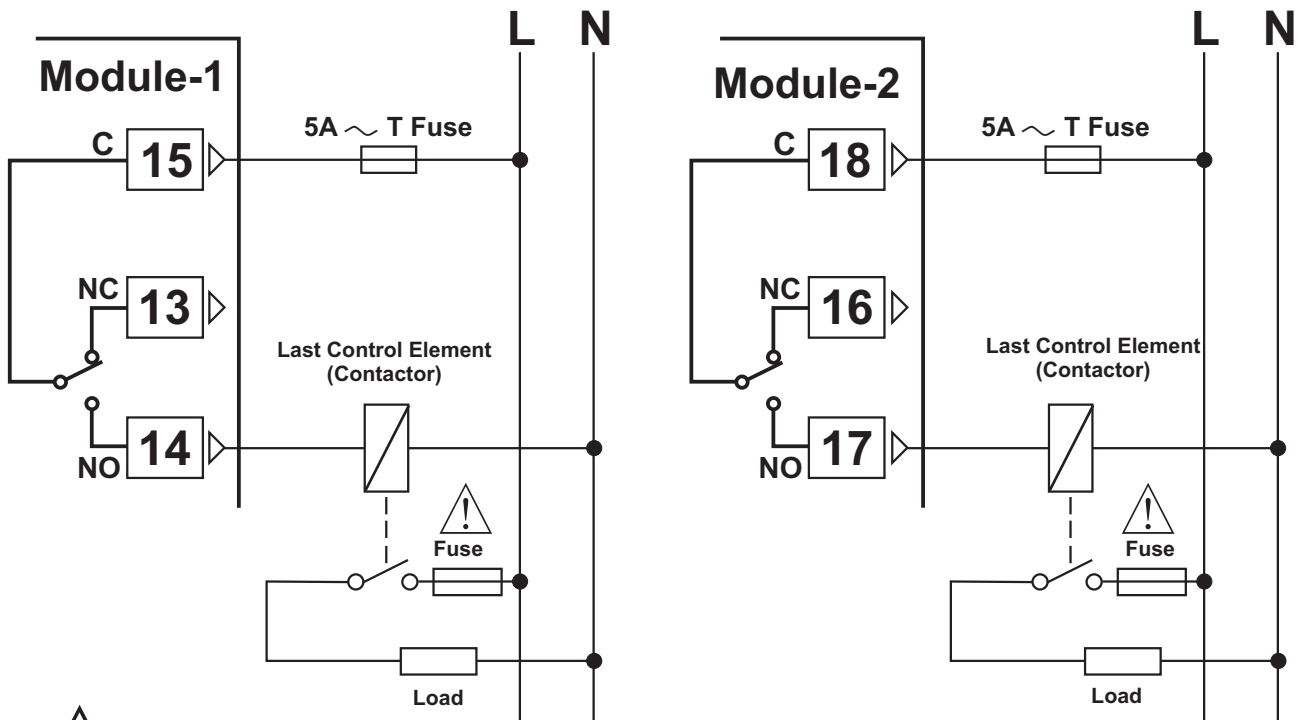 L N
Module-1
5A ~ T Fuse
C
15
NC
13
Last Control Element
(Contactor)
14
NO
Fuse
Load
L N
Module-2
5A ~ T Fuse
C
18
NC
16
Last Control Element
(Contactor)
17
NO
Fuse
Load